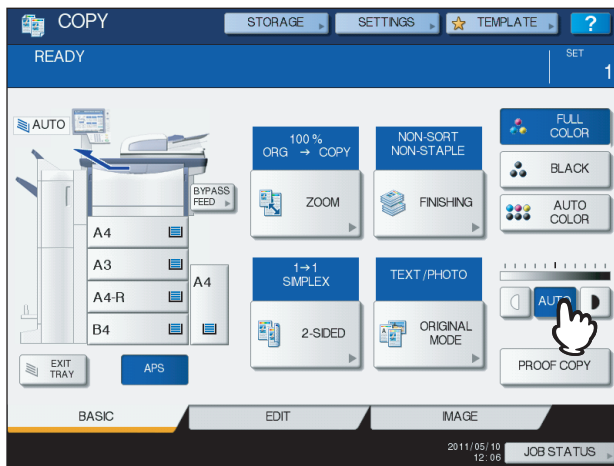 COPY
STORAGE
SETTINGS
TEMPLATE
?
READY
SET
1
AUTO
BYPASS
FEED
A4
A3
A4-R
B4
A4
EXIT
TRAY
APS
100 %
ORG → COPY
ZOOM
NON-SORT
NON-STAPLE
FINISHING
1→1
SIMPLEX
2-SIDED
TEXT/PHOTO
ORIGINAL
MODE
FULL
COLOR
BLACK
AUTO
COLOR
AUTO
PROOF COPY
BASIC
EDIT
IMAGE
2011/05/10
12:06
JOB STATUS